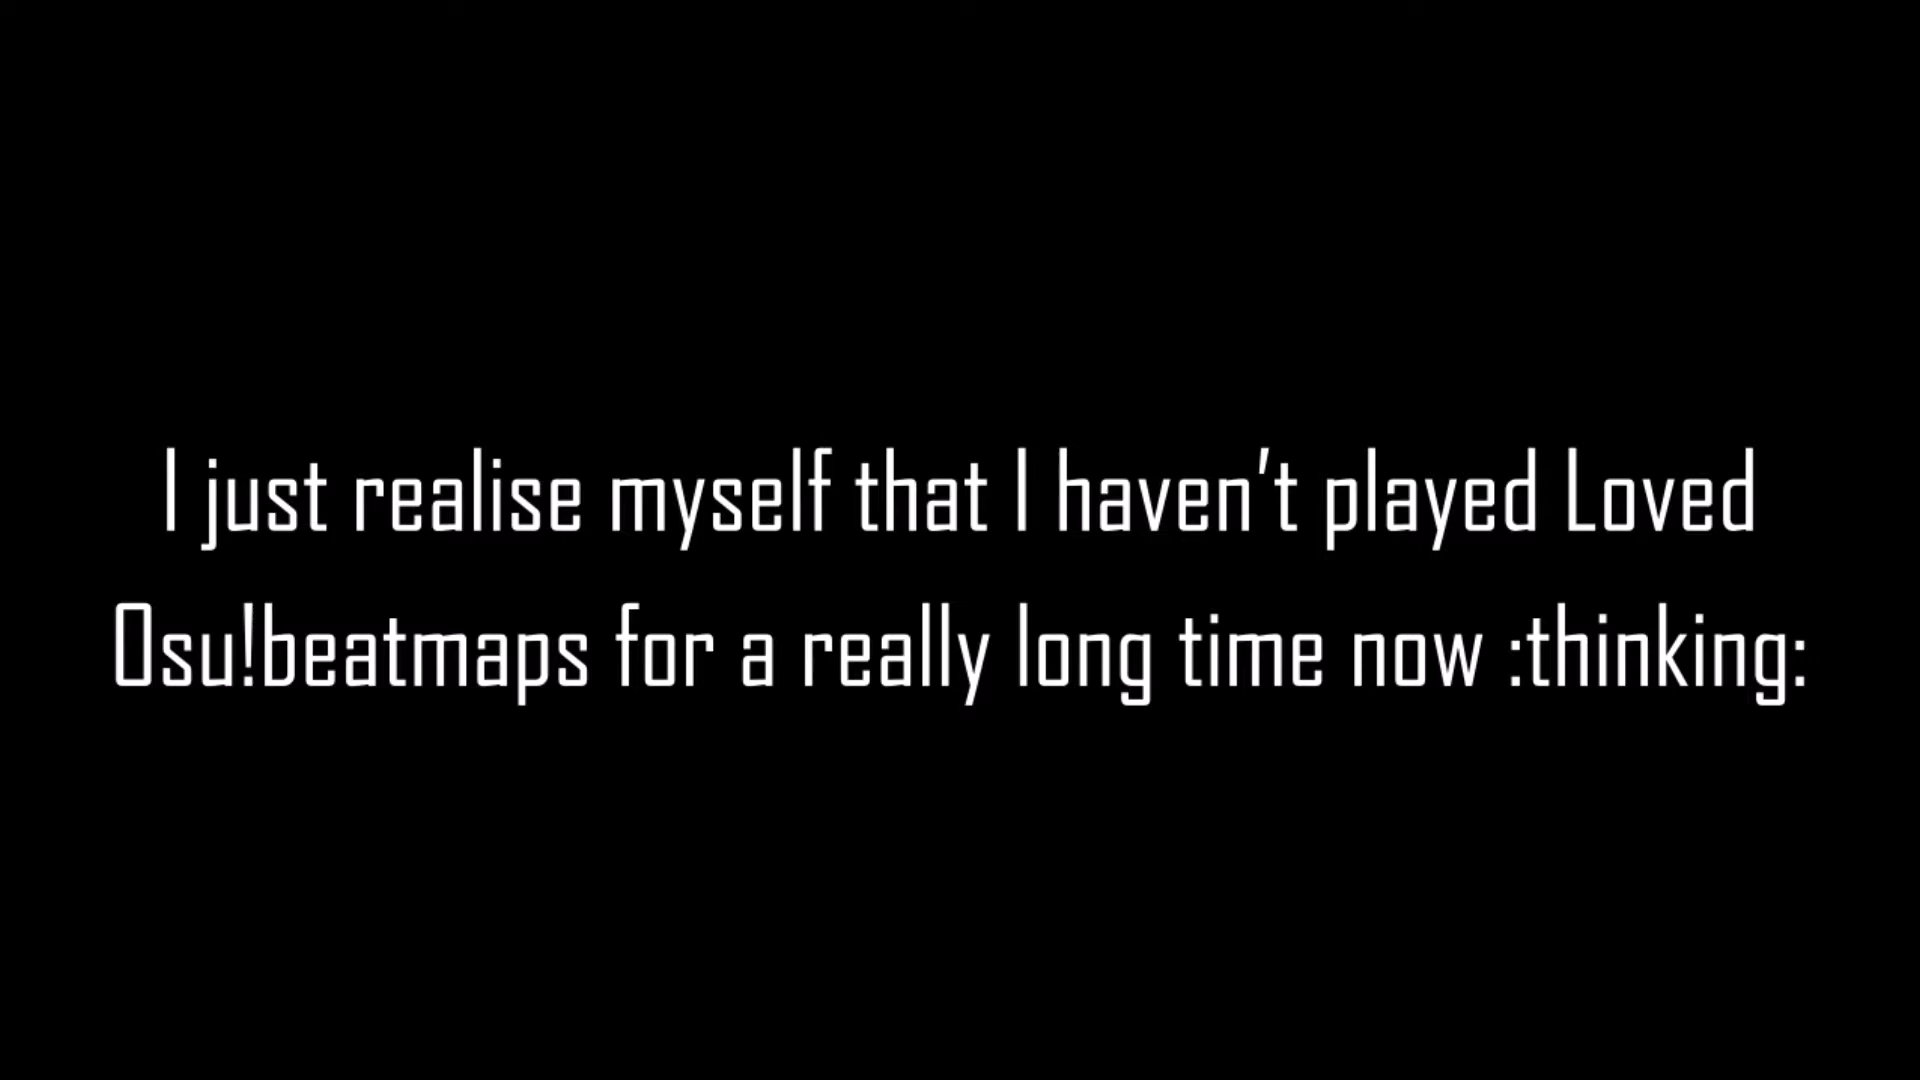 I just realise myself that I haven’t played Loved
Osu!beatmaps for a really long time now :thinking: